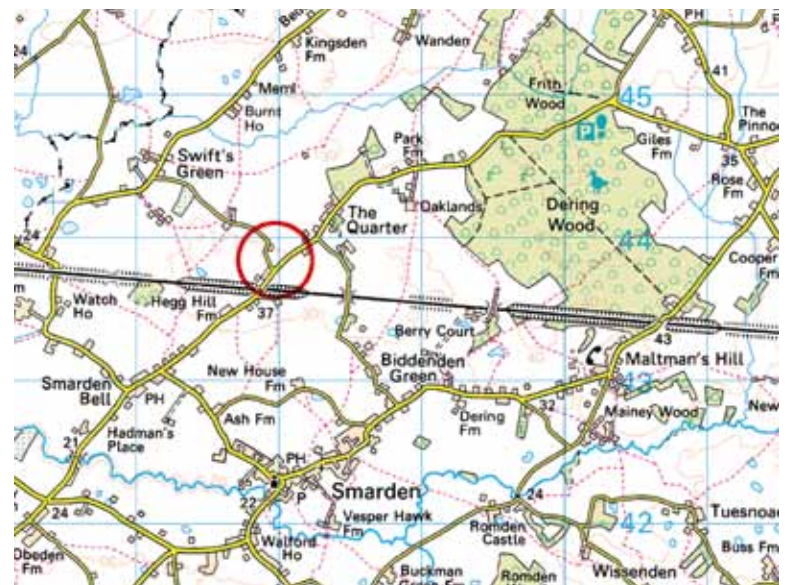 PH
24
Kingsden
Fm
Wanden
Meml
Burnt
Ho
Frith
Wood
45
41
The
Giles
Fm
P
Park
Fm
35
Swift's
Green
Rose
Fm
Oaklands
Dering
Wood
The
Quarter
24
44
Cooper
Fm
Watch
Ho
Hegg Hill
Fm
37
Berry Court
43
Maltman's Hill
Biddenden
Green
43
New House
Fm
Smarden
Bell
PH
Ash Fm
Dering
Fm
32
Mainey Wood
New
Hadman's
Place
21
PH
P
Smarden
22
24
24
Vesper Hawk
Fm
Romden
Castle
42
Walford
Ho
Buss Fm
Wissenden
Buckman
Romden